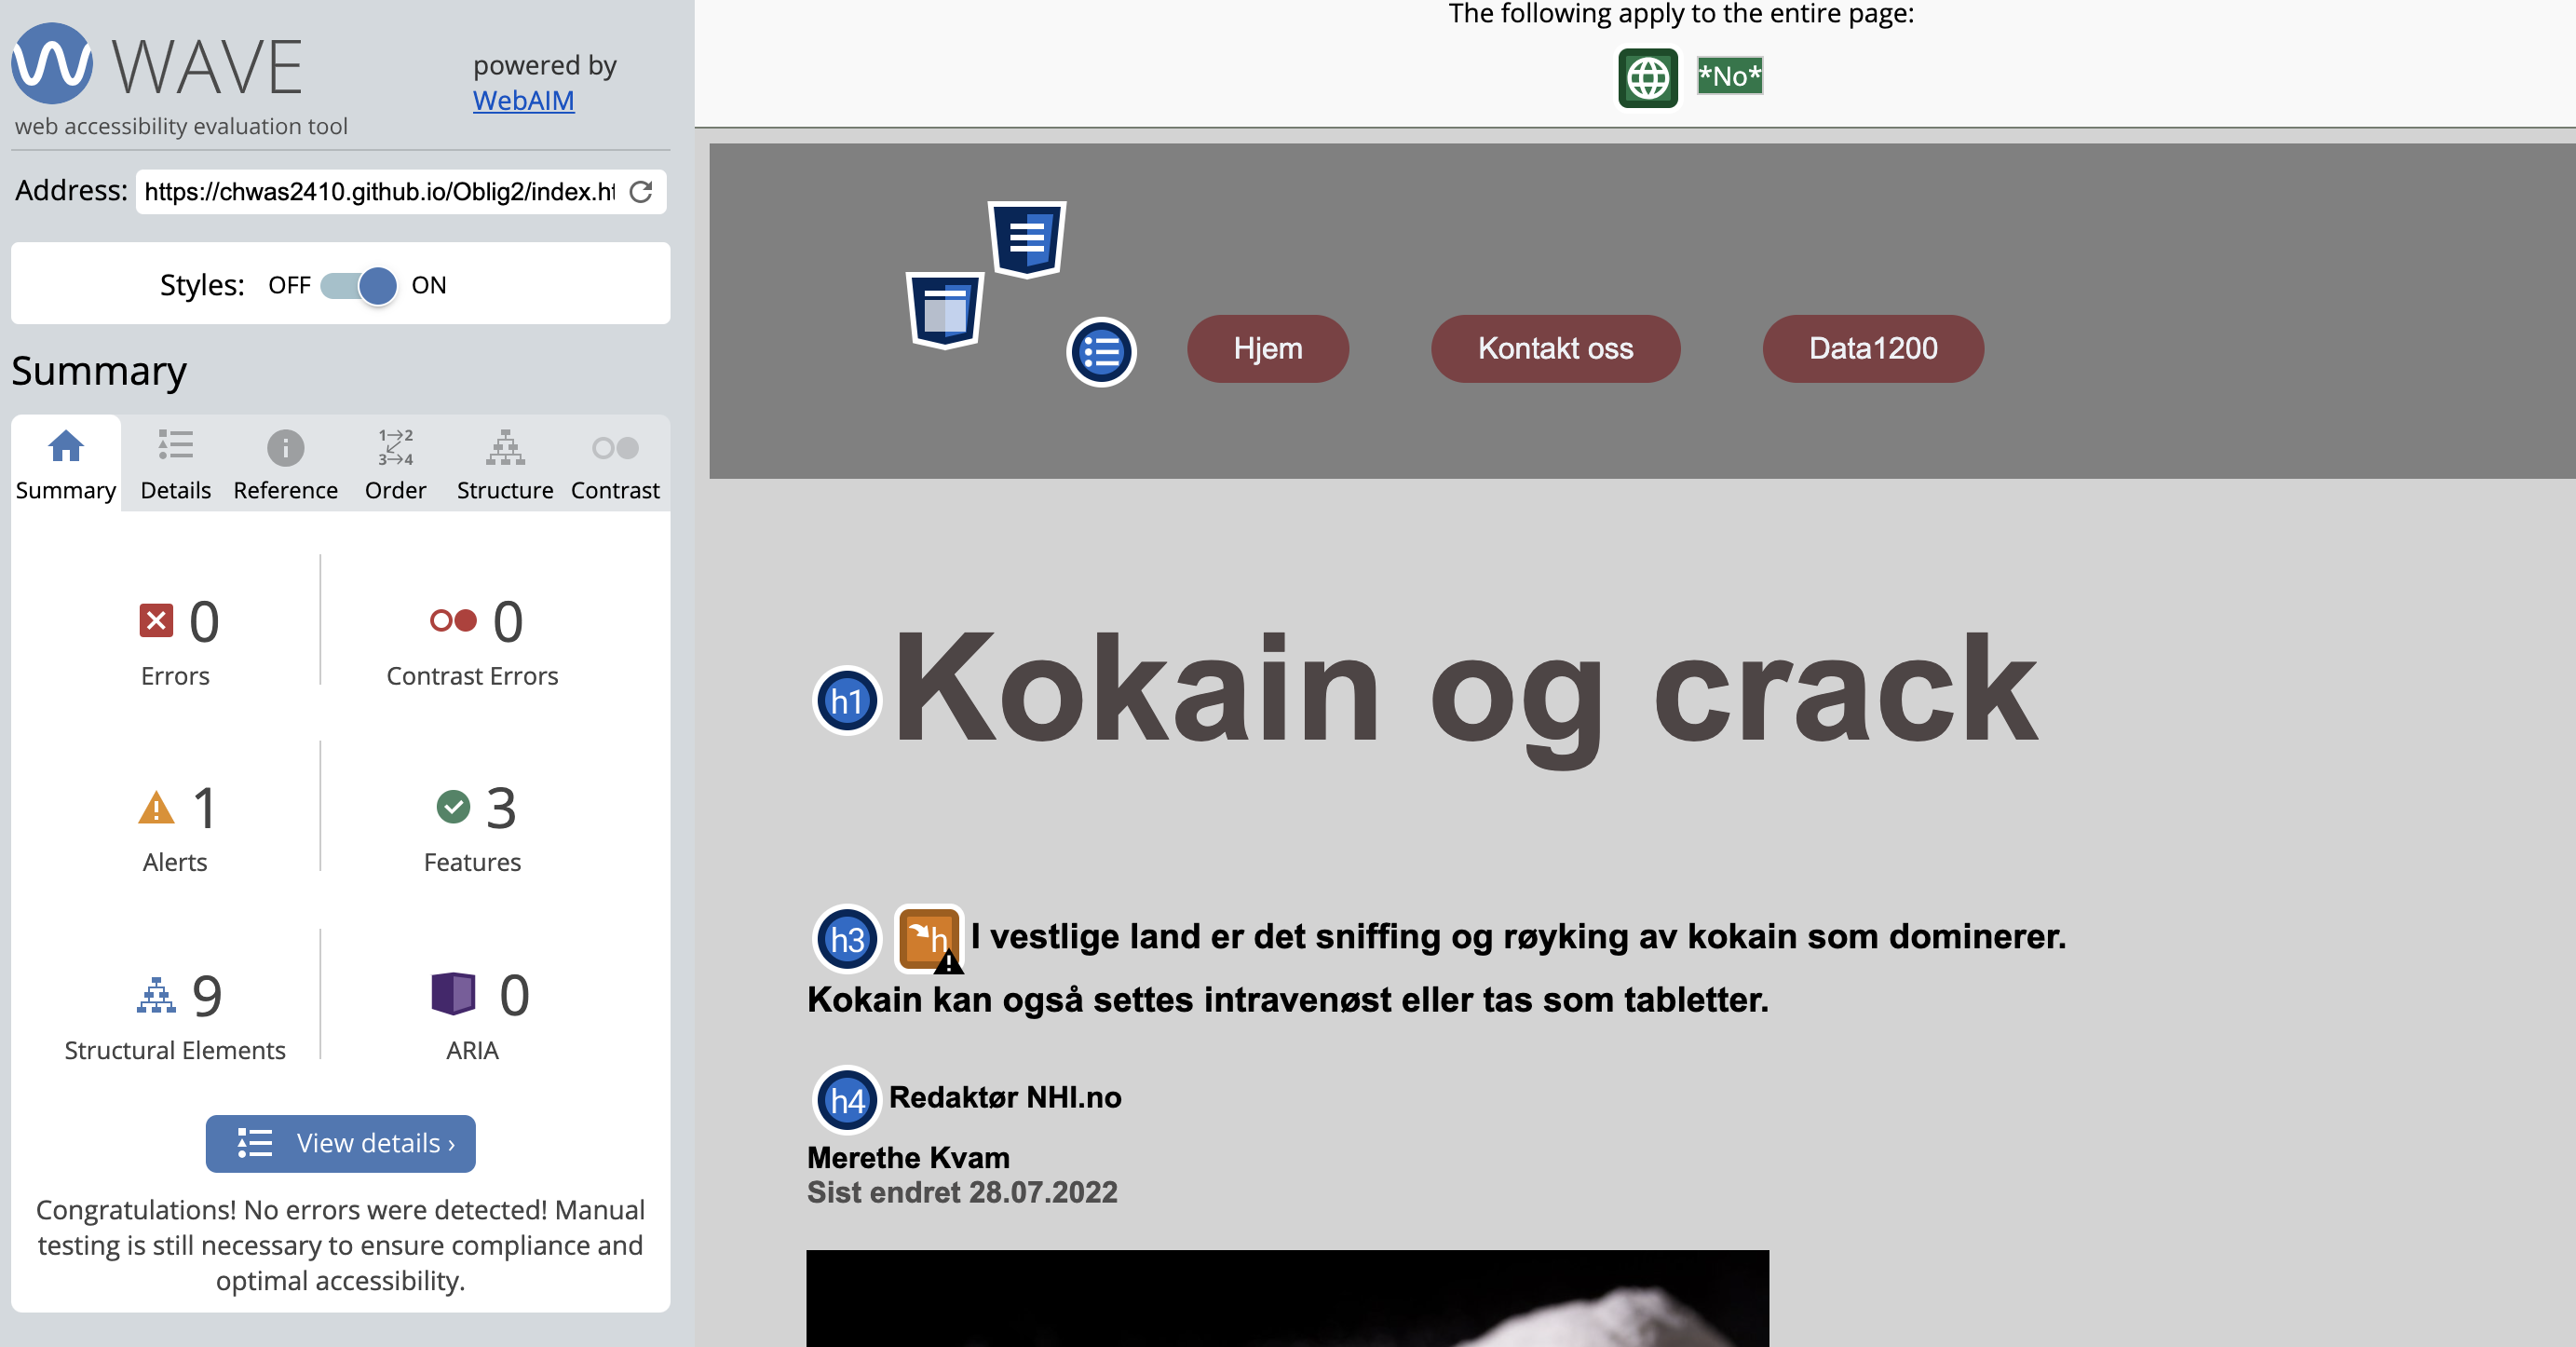 WAVE
powered by
WebAIM
web accessibility evaluation tool
Address: https://chwas2410.github.io/Oblig2/index.ht
Styles: OFF ON
Summary
1→2
3→4
Summary Details Reference Order Structure Contrast
0 0
Errors Contrast Errors
1 3
Alerts Features
9 0
Structural Elements ARIA
View details ›
Congratulations! No errors were detected! Manual
testing is still necessary to ensure compliance and
optimal accessibility.
The following apply to the entire page:
*No*
Hjem Kontakt oss Data1200
h1 Kokain og crack
h3 h I vestlige land er det sniffing og røyking av kokain som dominerer.
Kokain kan også settes intravenøst eller tas som tabletter.
h4 Redaktør NHI.no
Merethe Kvam
Sist endret 28.07.2022